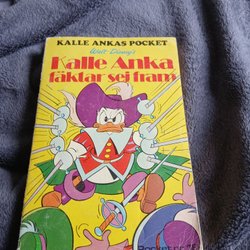 KALLE ANKAS POCKET
Walt Disney's
Kalle Anka
fäktar sej fram